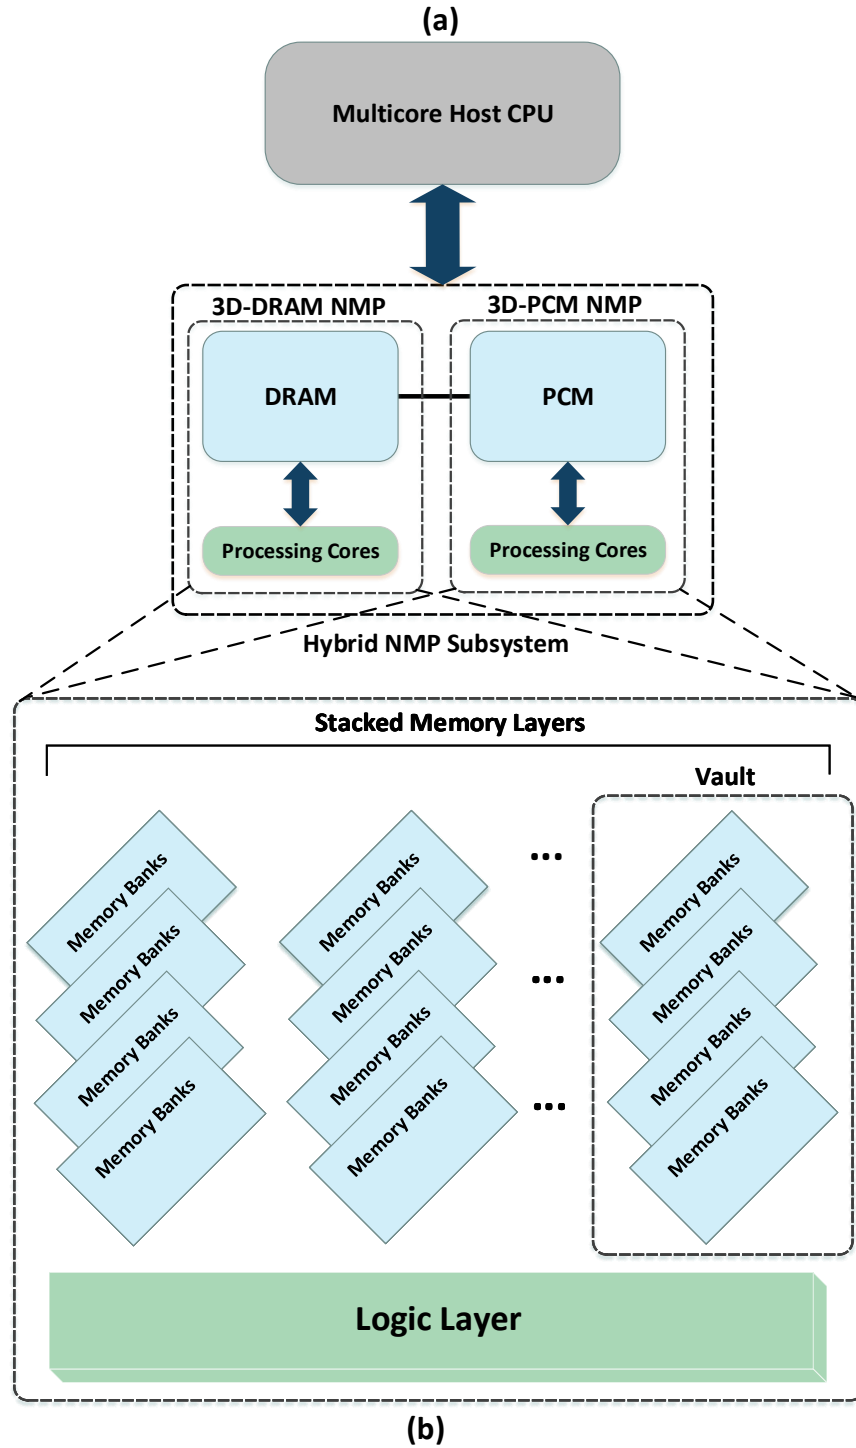 (a)
Multicore Host CPU
3D-DRAM NMP
3D-PCM NMP
DRAM
PCM
Processing Cores
Processing Cores
Hybrid NMP Subsystem
Stacked Memory Layers
Vault
Memory Banks
Memory Banks
Memory Banks
...
Memory Banks
Memory Banks
Memory Banks
...
Memory Banks
Memory Banks
Memory Banks
Memory Banks
Memory Banks
Memory Banks
...
Logic Layer
(b)